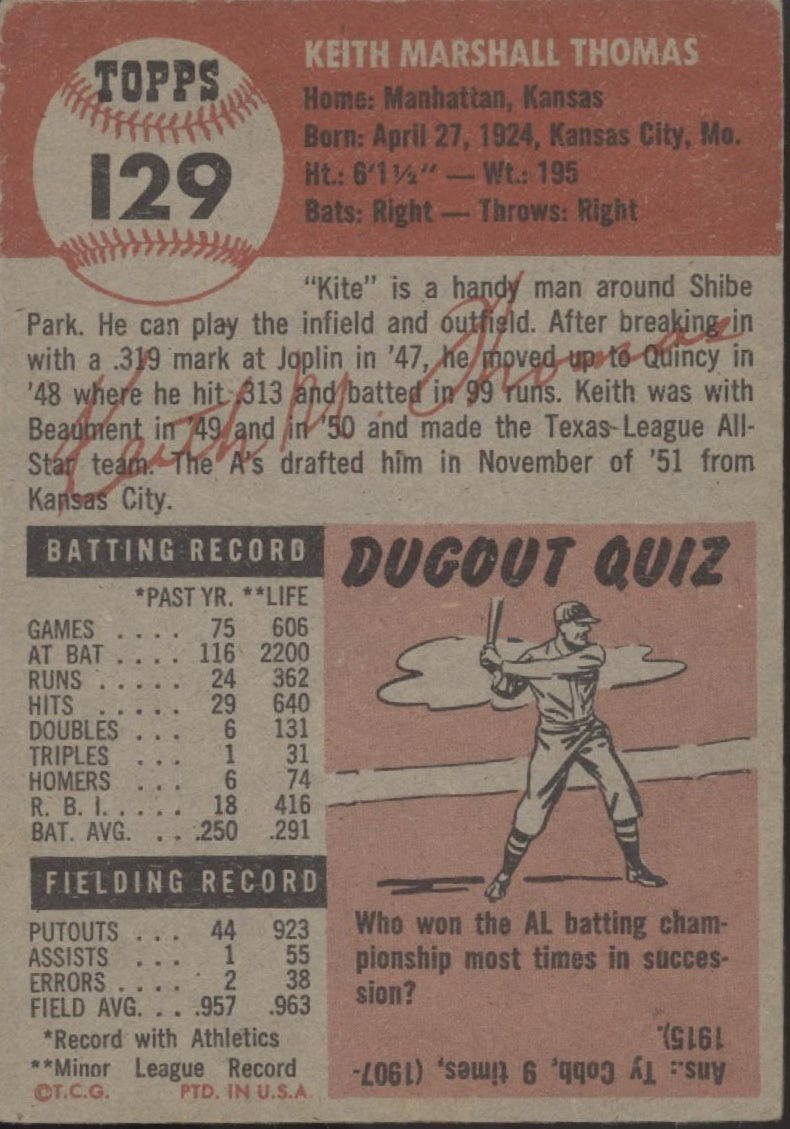 TOPPS
129
KEITH MARSHALL THOMAS
Home: Manhattan, Kansas
Born: April 27, 1924, Kansas City, Mo.
Ht.: 6'1½" — Wt.: 195
Bats: Right — Throws: Right
"Kite" is a handy man around Shibe
Park. He can play the infield and outfield. After breaking in
with a .319 mark at Joplin in '47, he moved up to Quincy in
'48 where he hit .313 and batted in 99 runs. Keith was with
Beaument in '49 and in '50 and made the Texas League All-
Star team. The A's drafted him in November of '51 from
Kansas City.
Keith M. Thomas
BATTING RECORD
*PAST YR. **LIFE
GAMES .... 75 606
AT BAT .... 116 2200
RUNS ..... 24 362
HITS ..... 29 640
DOUBLES ... 6 131
TRIPLES ... 1 31
HOMERS ... 6 74
R. B. I. .... 18 416
BAT. AVG. .. .250 .291
FIELDING RECORD
PUTOUTS ... 44 923
ASSISTS ... 1 55
ERRORS .... 2 38
FIELD AVG. .. .957 .963
*Record with Athletics
**Minor League Record
©T.C.G. PTD. IN U.S.A.
DUGOUT QUIZ
Who won the AL batting cham-
pionship most times in succes-
sion?
Ans.: Ty Cobb, 9 times, (1907-
1915).